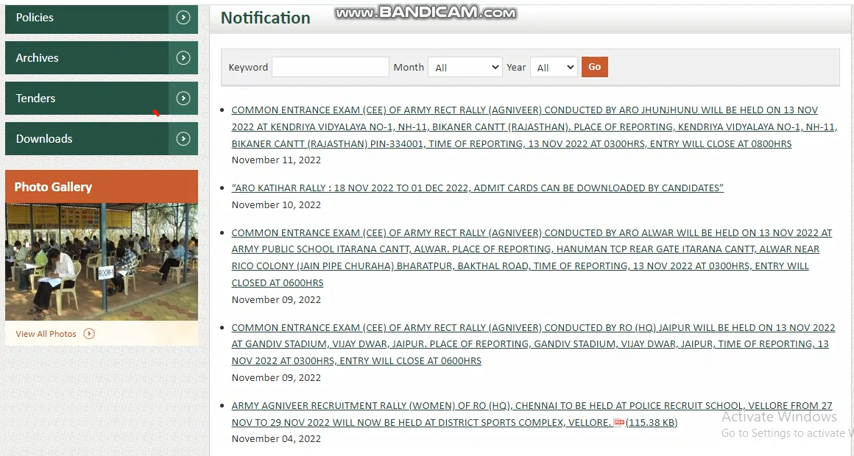 www.BANDICAM.com
Policies
Archives
Tenders
Downloads
Photo Gallery
ROOM-4
View All Photos
Notification
Keyword Month All Year All Go
COMMON ENTRANCE EXAM (CEE) OF ARMY RECT RALLY (AGNIVEER) CONDUCTED BY ARO JHUNJHUNU WILL BE HELD ON 13 NOV
2022 AT KENDRIYA VIDYALAYA NO-1, NH-11, BIKANER CANTT (RAJASTHAN). PLACE OF REPORTING, KENDRIYA VIDYALAYA NO-1, NH-11,
BIKANER CANTT (RAJASTHAN) PIN-334001, TIME OF REPORTING, 13 NOV 2022 AT 0300HRS, ENTRY WILL CLOSE AT 0800HRS
November 11, 2022
“ARO KATIHAR RALLY : 18 NOV 2022 TO 01 DEC 2022, ADMIT CARDS CAN BE DOWNLOADED BY CANDIDATES”
November 10, 2022
COMMON ENTRANCE EXAM (CEE) OF ARMY RECT RALLY (AGNIVEER) CONDUCTED BY ARO ALWAR WILL BE HELD ON 13 NOV 2022 AT
ARMY PUBLIC SCHOOL ITARANA CANTT, ALWAR. PLACE OF REPORTING, HANUMAN TCP REAR GATE ITARANA CANTT, ALWAR NEAR
RICO COLONY (JAIN PIPE CHURAHA) BHARATPUR, BAKTHAL ROAD, TIME OF REPORTING, 13 NOV 2022 AT 0300HRS, ENTRY WILL
CLOSED AT 0600HRS
November 09, 2022
COMMON ENTRANCE EXAM (CEE) OF ARMY RECT RALLY (AGNIVEER) CONDUCTED BY RO (HQ) JAIPUR WILL BE HELD ON 13 NOV 2022
AT GANDIV STADIUM, VIJAY DWAR, JAIPUR. PLACE OF REPORTING, GANDIV STADIUM, VIJAY DWAR, JAIPUR, TIME OF REPORTING, 13
NOV 2022 AT 0300HRS, ENTRY WILL CLOSE AT 0600HRS
November 09, 2022
ARMY AGNIVEER RECRUITMENT RALLY (WOMEN) OF RO (HQ), CHENNAI TO BE HELD AT POLICE RECRUIT SCHOOL, VELLORE FROM 27
NOV TO 29 NOV 2022 WILL NOW BE HELD AT DISTRICT SPORTS COMPLEX, VELLORE. (115.38 KB)
November 04, 2022
Activate Windows
Go to Settings to activate W